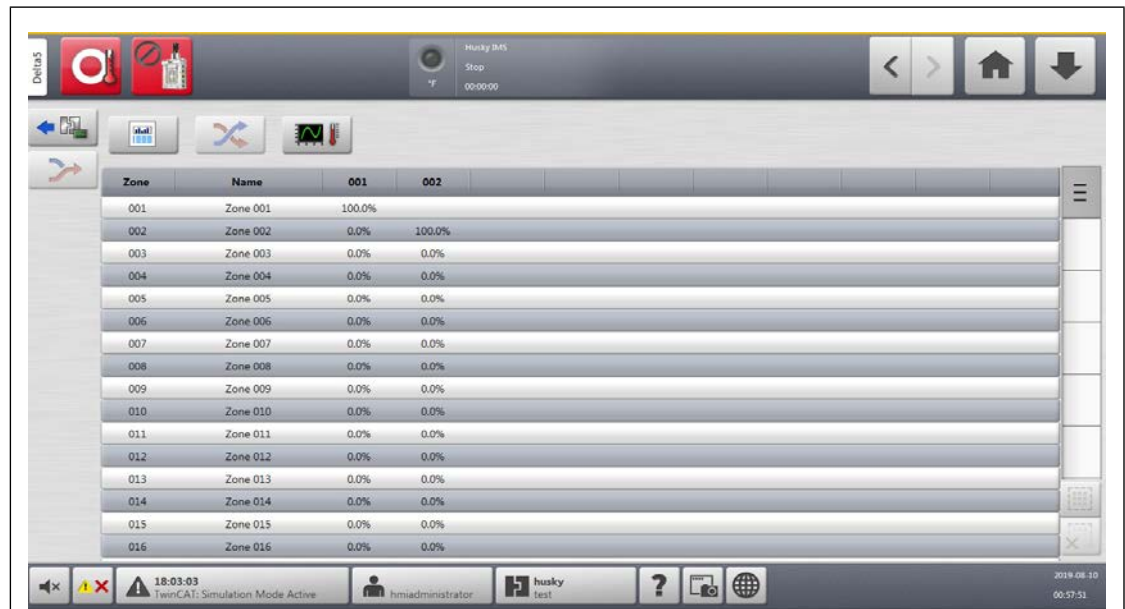 Delta5
Husky IMS
Stop
°F 00:00:00
Zone Name 001 002
001 Zone 001 100.0%
002 Zone 002 0.0% 100.0%
003 Zone 003 0.0% 0.0%
004 Zone 004 0.0% 0.0%
005 Zone 005 0.0% 0.0%
006 Zone 006 0.0% 0.0%
007 Zone 007 0.0% 0.0%
008 Zone 008 0.0% 0.0%
009 Zone 009 0.0% 0.0%
010 Zone 010 0.0% 0.0%
011 Zone 011 0.0% 0.0%
012 Zone 012 0.0% 0.0%
013 Zone 013 0.0% 0.0%
014 Zone 014 0.0% 0.0%
015 Zone 015 0.0% 0.0%
016 Zone 016 0.0% 0.0%
18:03:03
TwinCAT: Simulation Mode Active
hmiadministrator
husky
test
?
2019-08-10
00:57:51